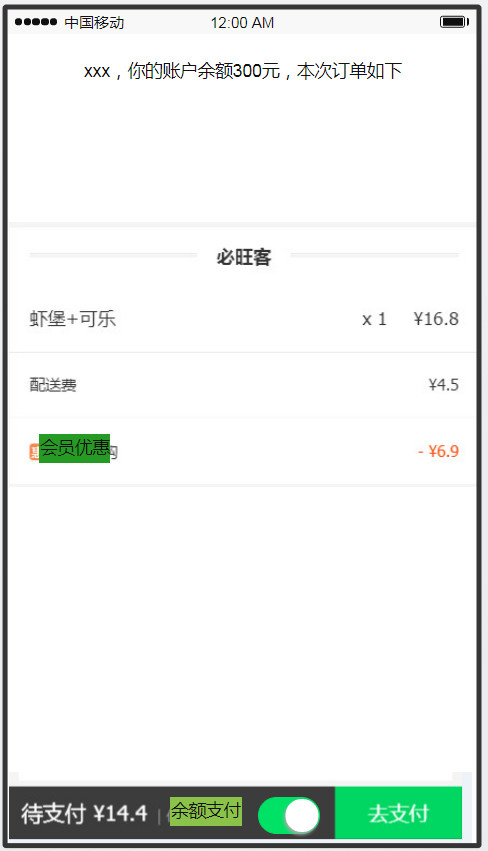 中国移动 12:00 AM
xxx，你的账户余额300元，本次订单如下
必旺客
虾堡+可乐 x 1 ¥16.8
配送费 ¥4.5
会员优惠 - ¥6.9
待支付 ¥14.4 | 余额支付 去支付